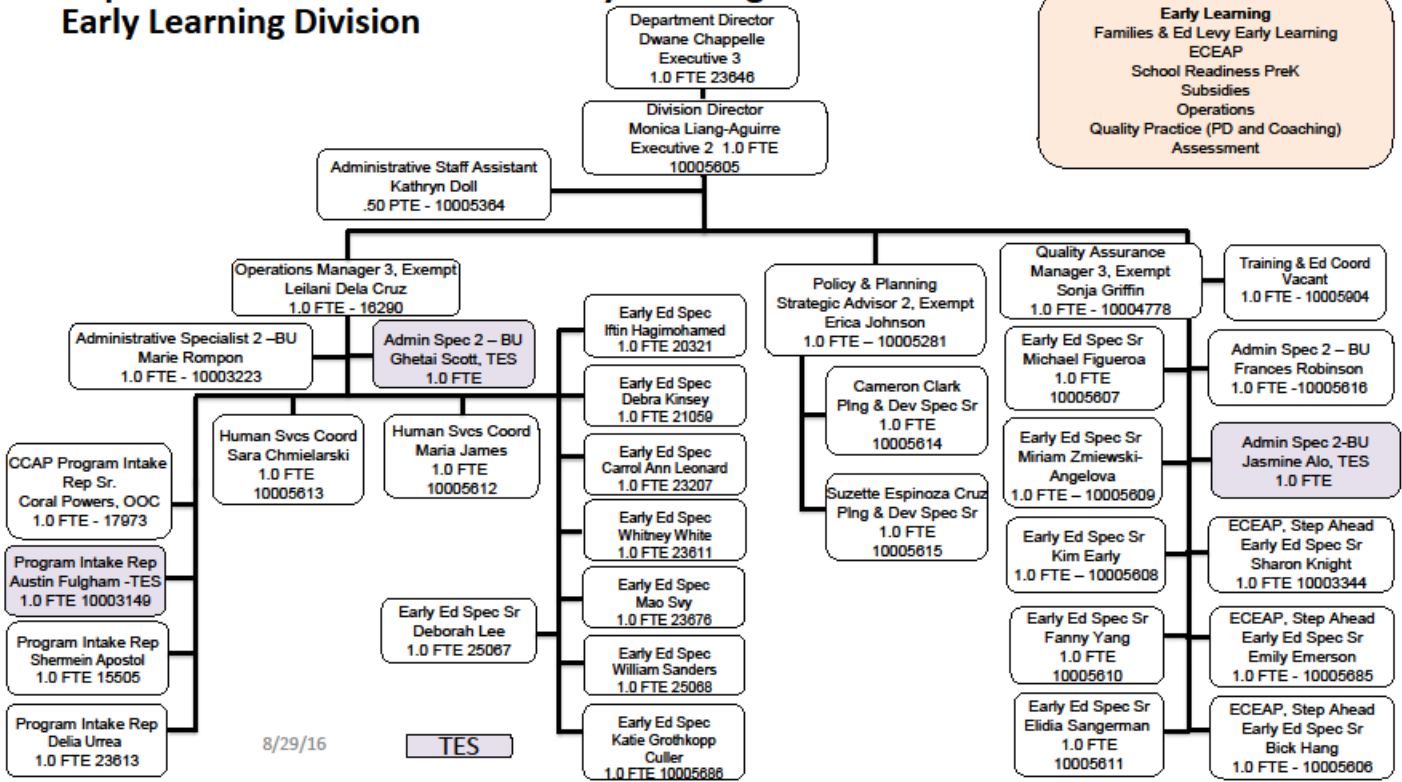 Early Learning Division
Department Director
Dwane Chappelle
Executive 3
1.0 FTE 23646
Early Learning
Families & Ed Levy Early Learning
ECEAP
School Readiness PreK
Subsidies
Operations
Quality Practice (PD and Coaching)
Assessment
Division Director
Monica Liang-Aguirre
Executive 2 1.0 FTE
10005605
Administrative Staff Assistant
Kathryn Doll
.50 PTE - 10005364
Operations Manager 3, Exempt
Leilani Dela Cruz
1.0 FTE - 16290
Administrative Specialist 2 –BU
Marie Rompon
1.0 FTE - 10003223
Admin Spec 2 – BU
Ghetai Scott, TES
1.0 FTE
Human Svcs Coord
Sara Chmielarski
1.0 FTE
10005613
Human Svcs Coord
Maria James
1.0 FTE
10005612
CCAP Program Intake
Rep Sr.
Coral Powers, OOC
1.0 FTE - 17973
Program Intake Rep
Austin Fulgham -TES
1.0 FTE 10003149
Program Intake Rep
Shermein Apostol
1.0 FTE 15505
Program Intake Rep
Delia Urrea
1.0 FTE 23613
Early Ed Spec Sr
Deborah Lee
1.0 FTE 25067
Early Ed Spec
Iftin Hagimohamed
1.0 FTE 20321
Early Ed Spec
Debra Kinsey
1.0 FTE 21059
Early Ed Spec
Carrol Ann Leonard
1.0 FTE 23207
Early Ed Spec
Whitney White
1.0 FTE 23611
Early Ed Spec
Mao Svy
1.0 FTE 23676
Early Ed Spec
William Sanders
1.0 FTE 25068
Early Ed Spec
Katie Grothkopp
Culler
1.0 FTE 10005686
Policy & Planning
Strategic Advisor 2, Exempt
Erica Johnson
1.0 FTE – 10005281
Cameron Clark
Plng & Dev Spec Sr
1.0 FTE
10005614
Suzette Espinoza Cruz
Plng & Dev Spec Sr
1.0 FTE
10005615
Quality Assurance
Manager 3, Exempt
Sonja Griffin
1.0 FTE - 10004778
Training & Ed Coord
Vacant
1.0 FTE - 10005904
Early Ed Spec Sr
Michael Figueroa
1.0 FTE
10005607
Admin Spec 2 – BU
Frances Robinson
1.0 FTE -10005616
Early Ed Spec Sr
Miriam Zmiewski-
Angelova
1.0 FTE – 10005609
Admin Spec 2-BU
Jasmine Alo, TES
1.0 FTE
Early Ed Spec Sr
Kim Early
1.0 FTE – 10005608
ECEAP, Step Ahead
Early Ed Spec Sr
Sharon Knight
1.0 FTE 10003344
Early Ed Spec Sr
Fanny Yang
1.0 FTE
10005610
ECEAP, Step Ahead
Early Ed Spec Sr
Emily Emerson
1.0 FTE - 10005685
Early Ed Spec Sr
Elidia Sangerman
1.0 FTE
10005611
ECEAP, Step Ahead
Early Ed Spec Sr
Bick Hang
1.0 FTE - 10005606
8/29/16
TES